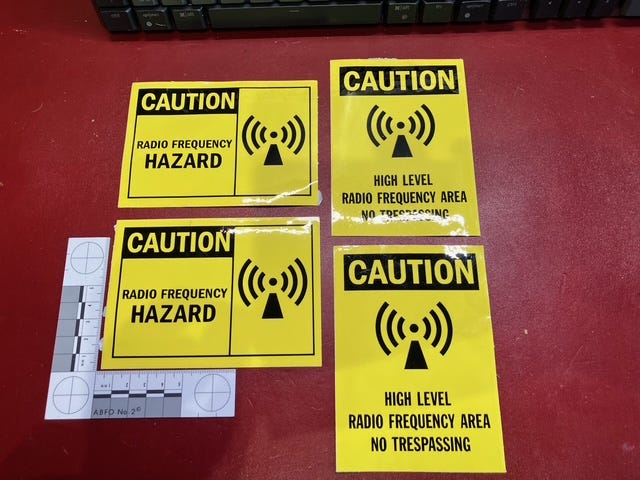 CAUTION
RADIO FREQUENCY
HAZARD
CAUTION
HIGH LEVEL
RADIO FREQUENCY AREA
NO TRESPASSING
CAUTION
RADIO FREQUENCY
HAZARD
CAUTION
HIGH LEVEL
RADIO FREQUENCY AREA
NO TRESPASSING
ABFO No. 2©